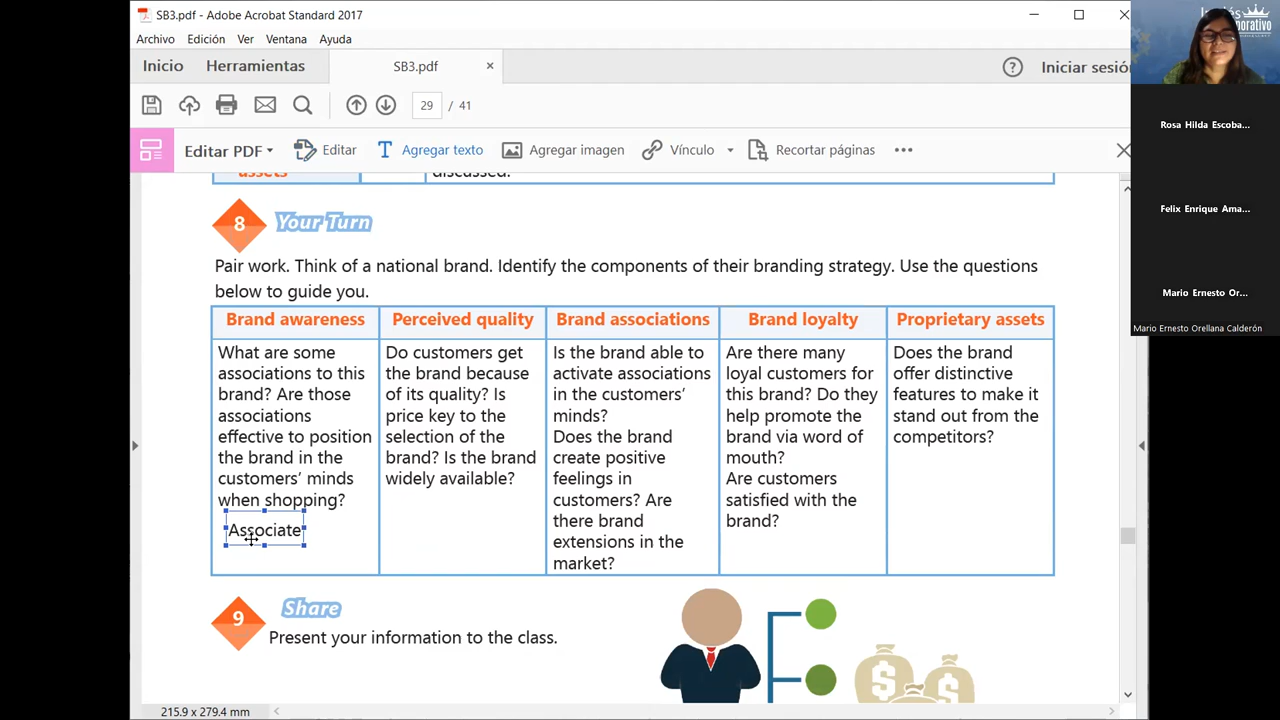 SB3.pdf - Adobe Acrobat Standard 2017
Archivo Edición Ver Ventana Ayuda
Inicio Herramientas SB3.pdf × Iniciar sesió
29 / 41
Editar PDF Editar Agregar texto Agregar imagen Vínculo Recortar páginas
assets discussed.
8 Your Turn
Pair work. Think of a national brand. Identify the components of their branding strategy. Use the questions
below to guide you.
Brand awareness
What are some
associations to this
brand? Are those
associations
effective to position
the brand in the
customers’ minds
when shopping?
Associate
Perceived quality
Do customers get
the brand because
of its quality? Is
price key to the
selection of the
brand? Is the brand
widely available?
Brand associations
Is the brand able to
activate associations
in the customers’
minds?
Does the brand
create positive
feelings in
customers? Are
there brand
extensions in the
market?
Brand loyalty
Are there many
loyal customers for
this brand? Do they
help promote the
brand via word of
mouth?
Are customers
satisfied with the
brand?
Proprietary assets
Does the brand
offer distinctive
features to make it
stand out from the
competitors?
9 Share
Present your information to the class.
$ $
215.9 x 279.4 mm
Rosa Hilda Escoba...
Felix Enrique Ama...
Mario Ernesto Or...
Mario Ernesto Orellana Calderón